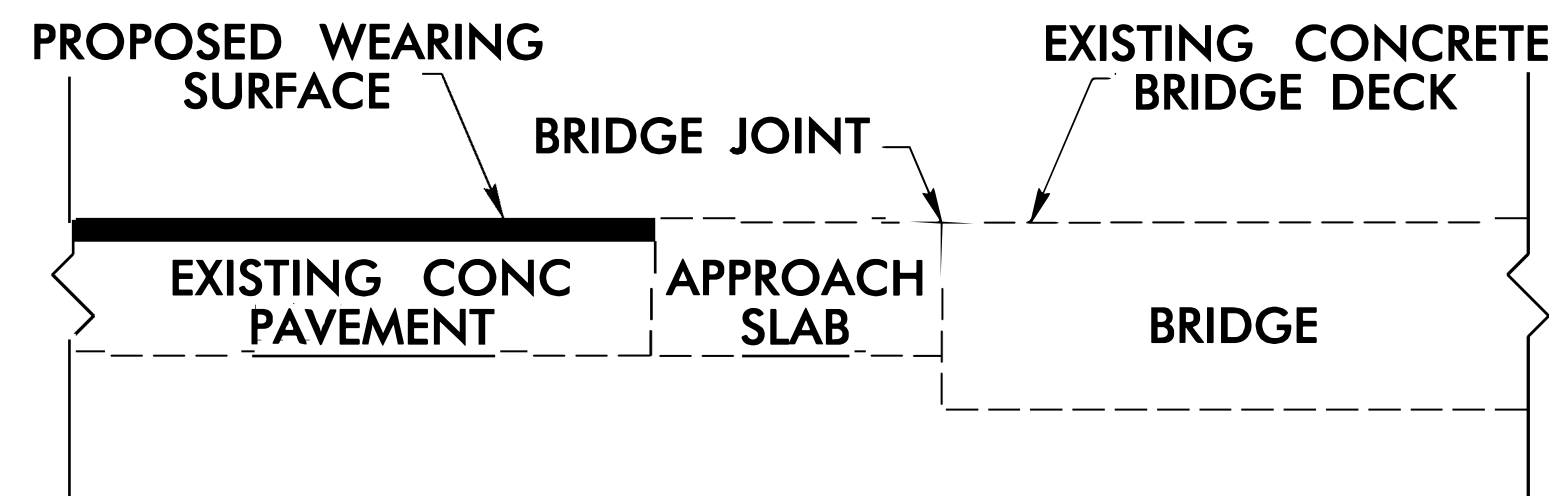 PROPOSED WEARING
SURFACE
EXISTING CONCRETE
BRIDGE DECK
BRIDGE JOINT
EXISTING CONC
PAVEMENT
APPROACH
SLAB
BRIDGE